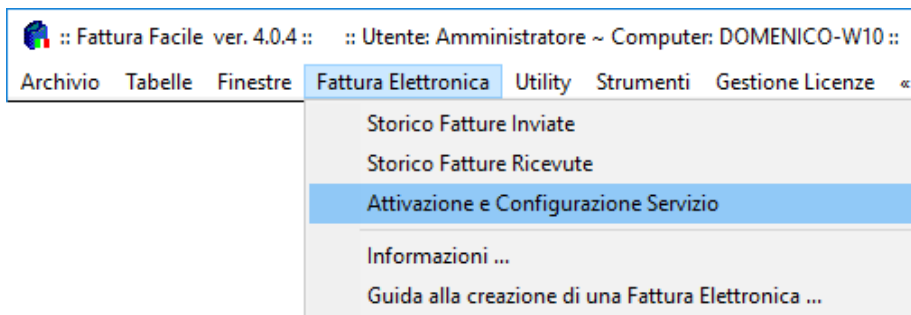 :: Fattura Facile ver. 4.0.4 :: :: Utente: Amministratore ~ Computer: DOMENICO-W10 ::
Archivio Tabelle Finestre Fattura Elettronica Utility Strumenti Gestione Licenze «
Storico Fatture Inviate
Storico Fatture Ricevute
Attivazione e Configurazione Servizio
Informazioni ...
Guida alla creazione di una Fattura Elettronica ...